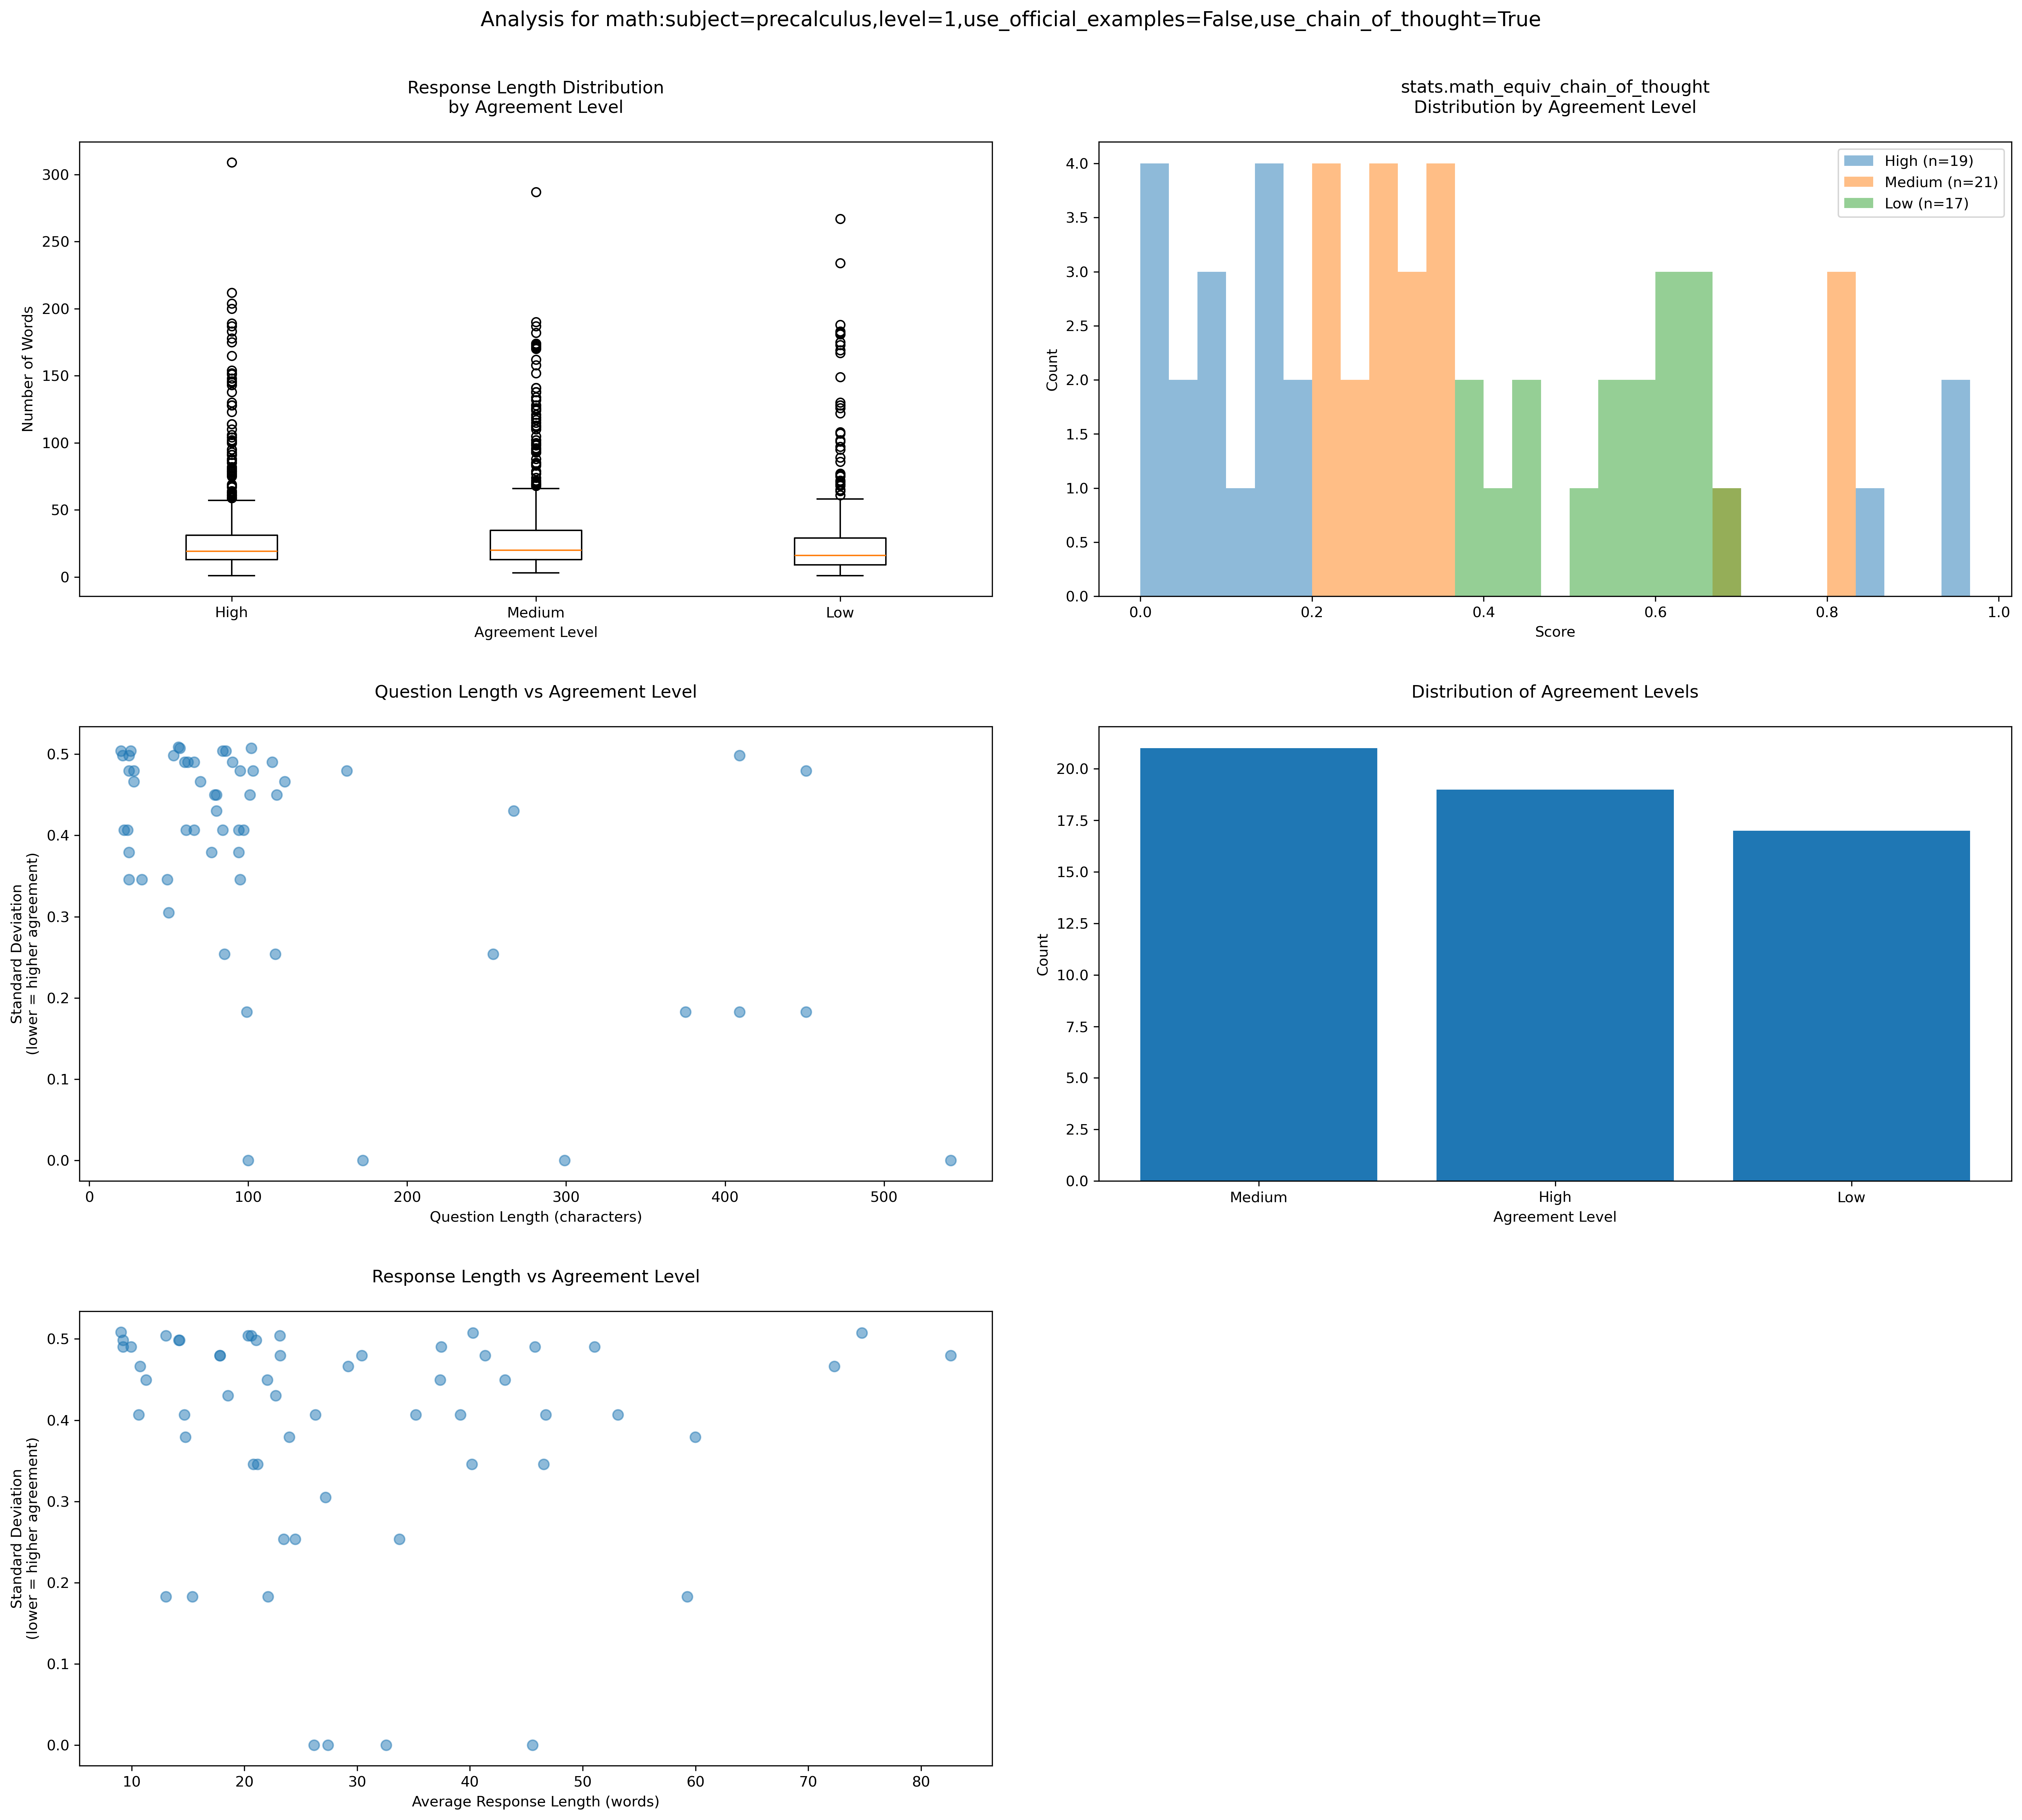 Analysis for math:subject=precalculus,level=1,use_official_examples=False,use_chain_of_thought=True
Response Length Distribution
by Agreement Level
Number of Words
300
250
200
150
100
50
0
High
Medium
Low
Agreement Level
stats.math_equiv_chain_of_thought
Distribution by Agreement Level
Count
4.0
3.5
3.0
2.5
2.0
1.5
1.0
0.5
0.0
High (n=19)
Medium (n=21)
Low (n=17)
0.0
0.2
0.4
0.6
0.8
1.0
Score
Question Length vs Agreement Level
Standard Deviation
(lower = higher agreement)
0.5
0.4
0.3
0.2
0.1
0.0
0
100
200
300
400
500
Question Length (characters)
Distribution of Agreement Levels
Count
20.0
17.5
15.0
12.5
10.0
7.5
5.0
2.5
0.0
Medium
High
Low
Agreement Level
Response Length vs Agreement Level
Standard Deviation
(lower = higher agreement)
0.5
0.4
0.3
0.2
0.1
0.0
10
20
30
40
50
60
70
80
Average Response Length (words)